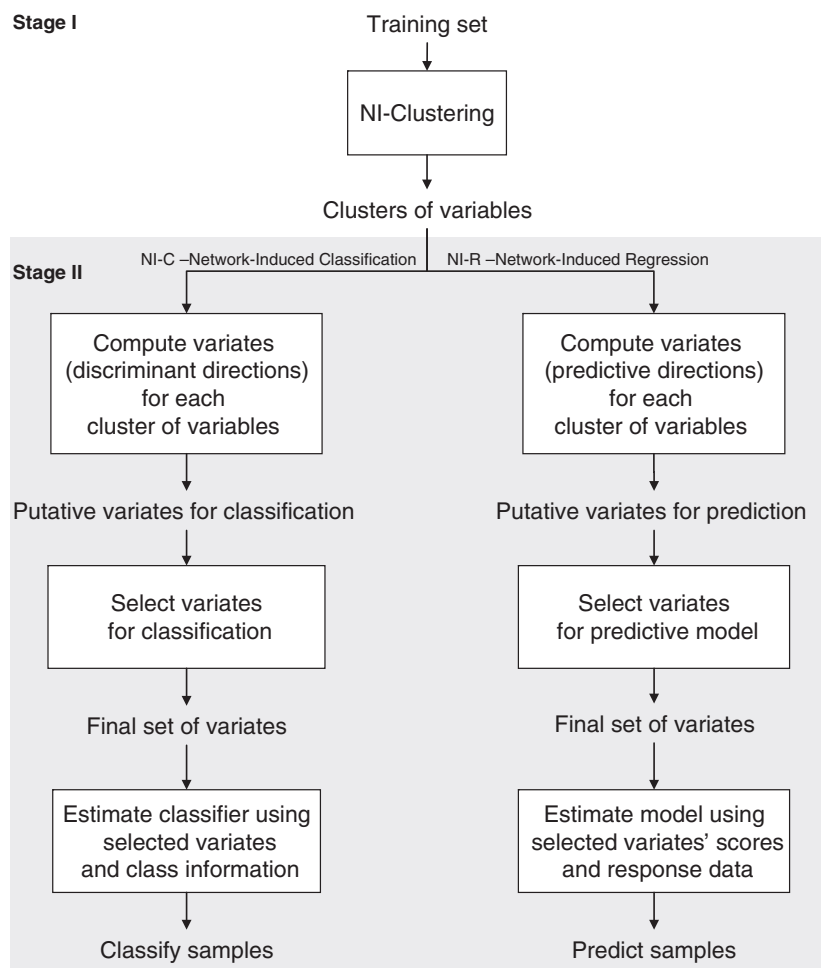 Stage I
Training set
NI-Clustering
Clusters of variables
Stage II
NI-C –Network-Induced Classification
NI-R –Network-Induced Regression
Compute variates
(discriminant directions)
for each
cluster of variables
Putative variates for classification
Select variates
for classification
Final set of variates
Estimate classifier using
selected variates
and class information
Classify samples
Compute variates
(predictive directions)
for each
cluster of variables
Putative variates for prediction
Select variates
for predictive model
Final set of variates
Estimate model using
selected variates’ scores
and response data
Predict samples